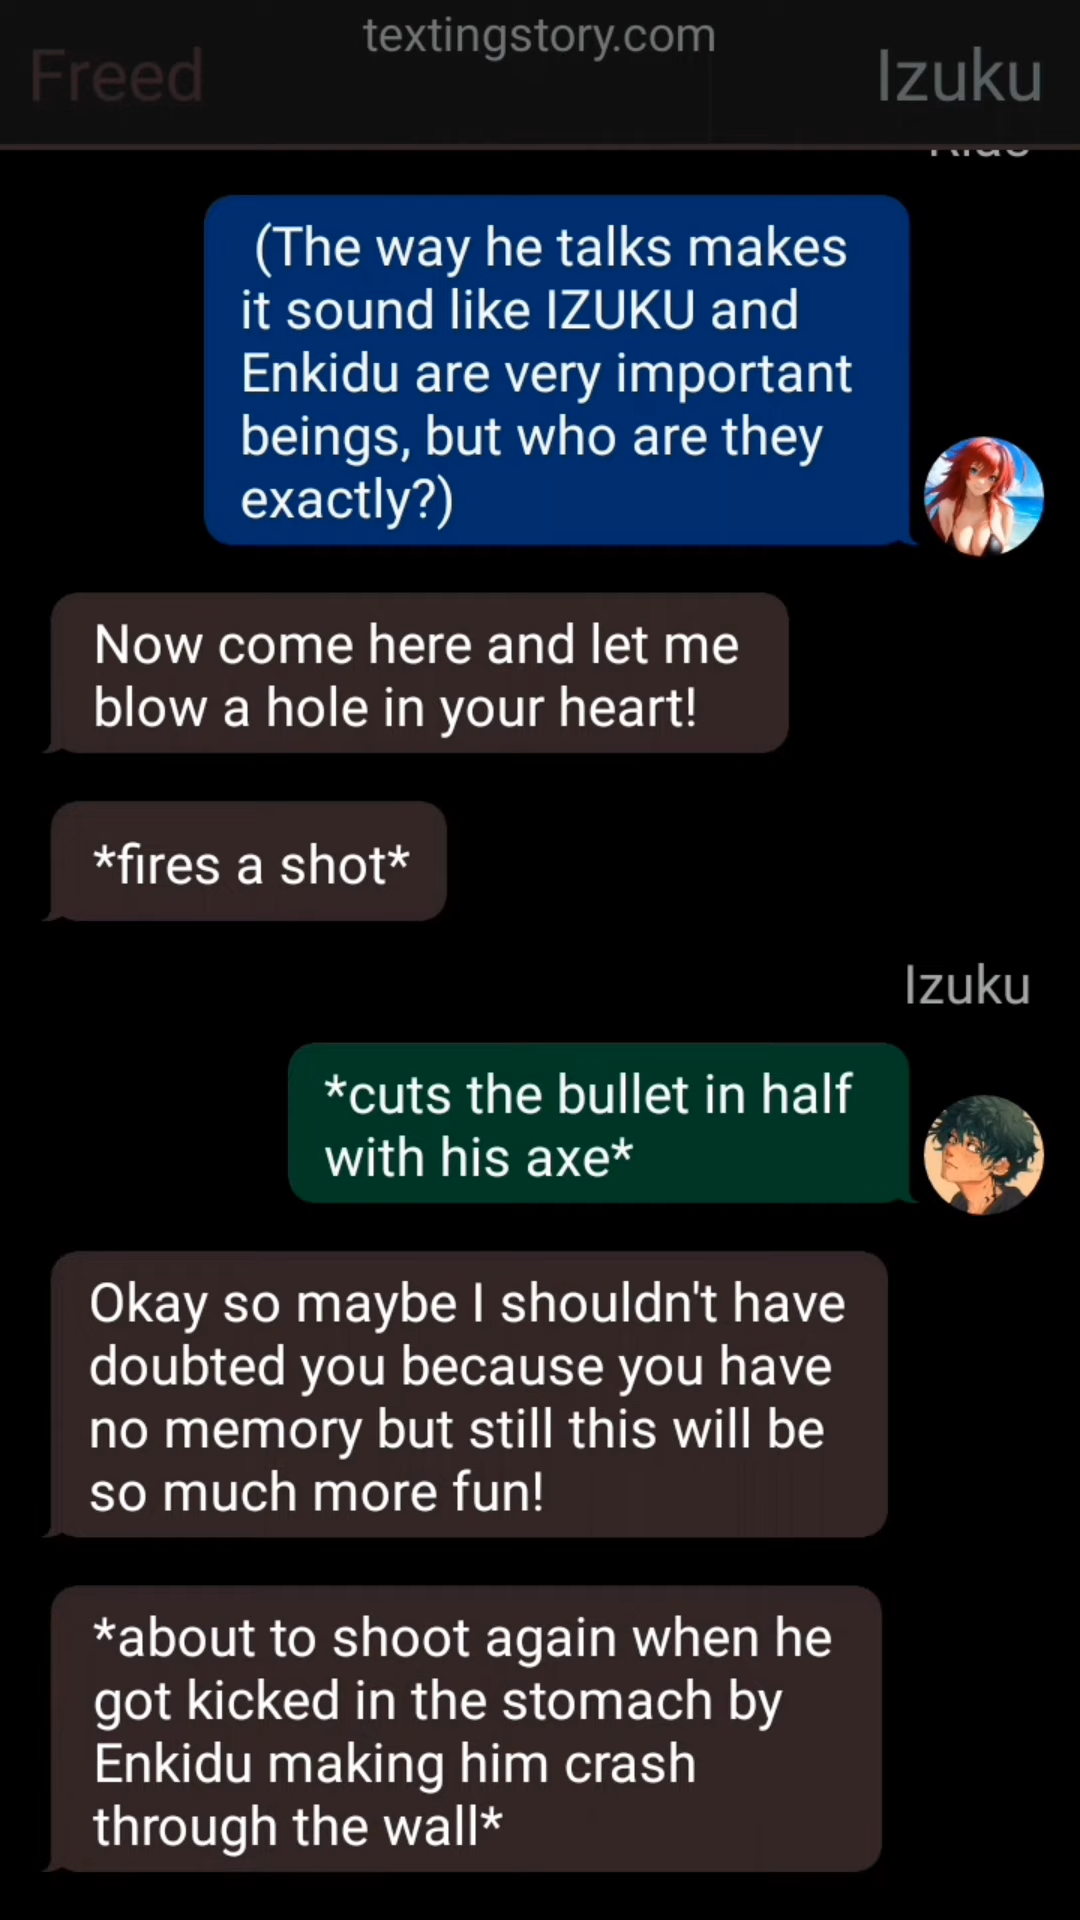 textingstory.com
Freed
Izuku
(The way he talks makes
it sound like IZUKU and
Enkidu are very important
beings, but who are they
exactly?)
Now come here and let me
blow a hole in your heart!
*fires a shot*
Izuku
*cuts the bullet in half
with his axe*
Okay so maybe I shouldn't have
doubted you because you have
no memory but still this will be
so much more fun!
*about to shoot again when he
got kicked in the stomach by
Enkidu making him crash
through the wall*